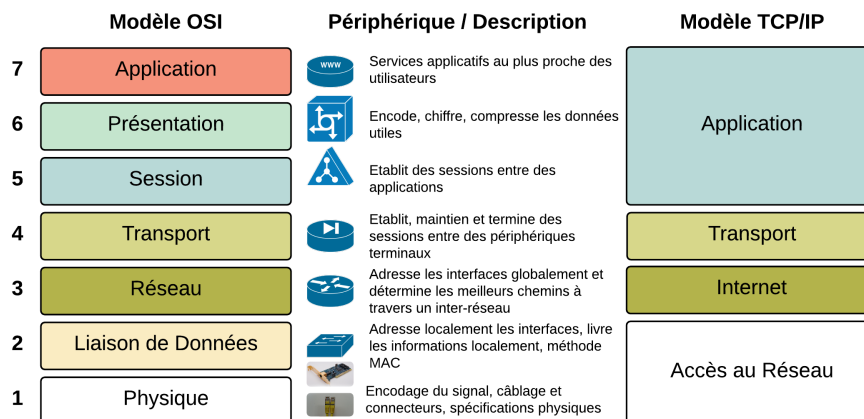 Modèle OSI
Périphérique / Description
Modèle TCP/IP
7
Application
www
Services applicatifs au plus proche des
utilisateurs
6
Présentation
Encode, chiffre, compresse les données
utiles
Application
5
Session
Etablit des sessions entre des
applications
4
Transport
Etablit, maintien et termine des
sessions entre des périphériques
terminaux
Transport
3
Réseau
Adresse les interfaces globalement et
détermine les meilleurs chemins à
travers un inter-réseau
Internet
2
Liaison de Données
Adresse localement les interfaces, livre
les informations localement, méthode
MAC
Accès au Réseau
1
Physique
Encodage du signal, câblage et
connecteurs, spécifications physiques